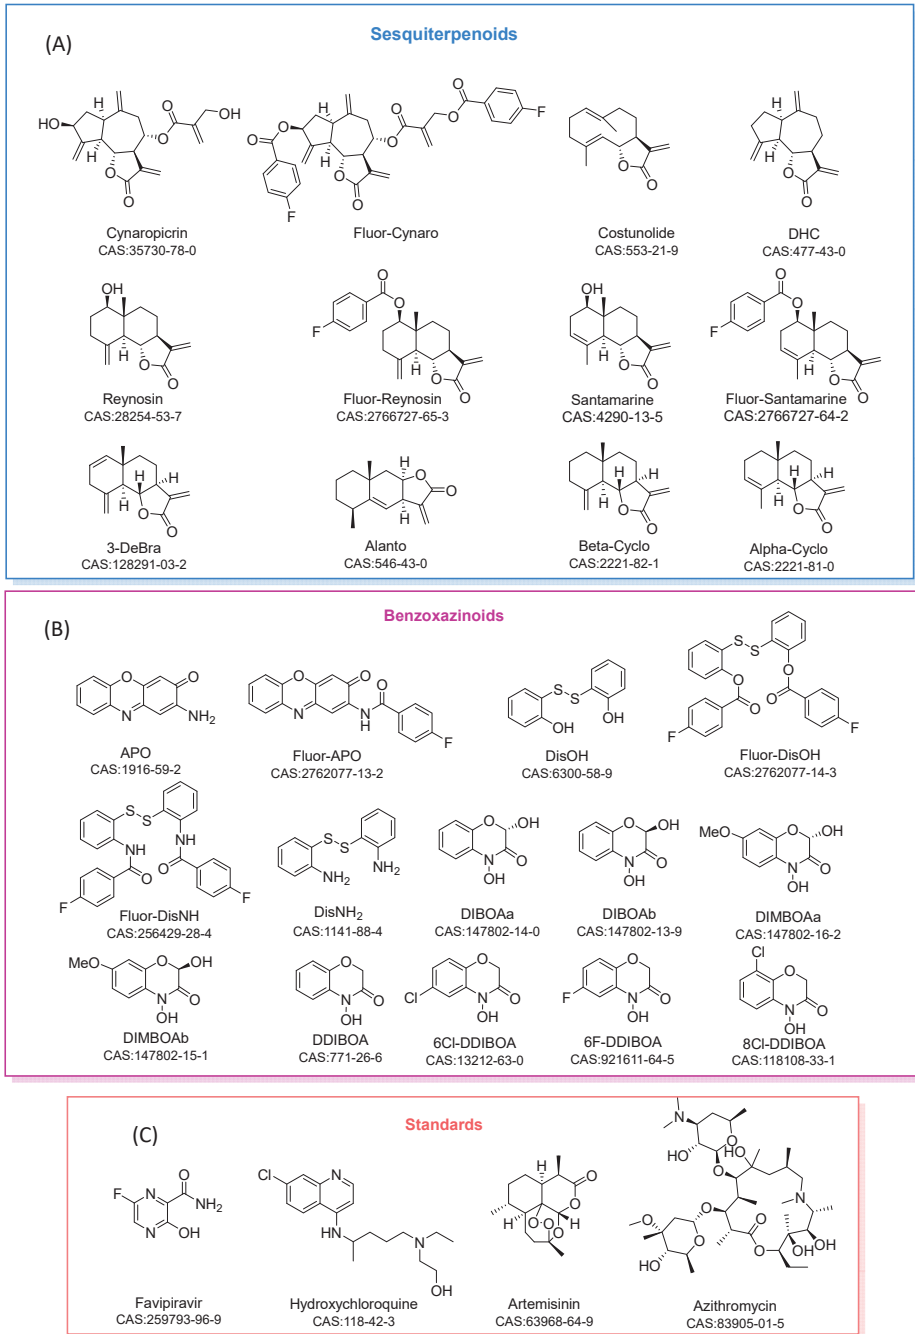 (A)
Sesquiterpenoids
Cynaropicrin
CAS:35730-78-0
Fluor-Cynaro
Costunolide
CAS:553-21-9
DHC
CAS:477-43-0
Reynosin
CAS:28254-53-7
Fluor-Reynosin
CAS:2766727-65-3
Santamarine
CAS:4290-13-5
Fluor-Santamarine
CAS:2766727-64-2
3-DeBra
CAS:128291-03-2
Alanto
CAS:546-43-0
Beta-Cyclo
CAS:2221-82-1
Alpha-Cyclo
CAS:2221-81-0
(B)
Benzoxazinoids
APO
CAS:1916-59-2
Fluor-APO
CAS:2762077-13-2
DisOH
CAS:6300-58-9
Fluor-DisOH
CAS:2762077-14-3
Fluor-DisNH
CAS:256429-28-4
DisNH2
CAS:1141-88-4
DIBOAa
CAS:147802-14-0
DIBOAb
CAS:147802-13-9
DIMBOAa
CAS:147802-16-2
DIMBOAb
CAS:147802-15-1
DDIBOA
CAS:771-26-6
6Cl-DDIBOA
CAS:13212-63-0
6F-DDIBOA
CAS:921611-64-5
8Cl-DDIBOA
CAS:118108-33-1
(C)
Standards
Favipiravir
CAS:259793-96-9
Hydroxychloroquine
CAS:118-42-3
Artemisinin
CAS:63968-64-9
Azithromycin
CAS:83905-01-5